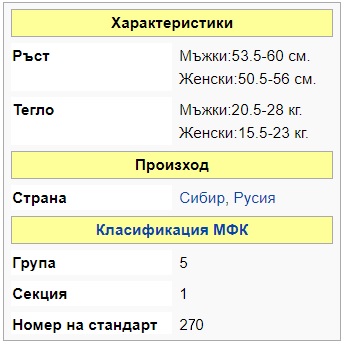 Характеристики
Ръст Мъжки:53.5-60 см.
Женски:50.5-56 см.
Тегло Мъжки:20.5-28 кг.
Женски:15.5-23 кг.
Произход
Страна Сибир, Русия
Класификация МФК
Група 5
Секция 1
Номер на стандарт 270